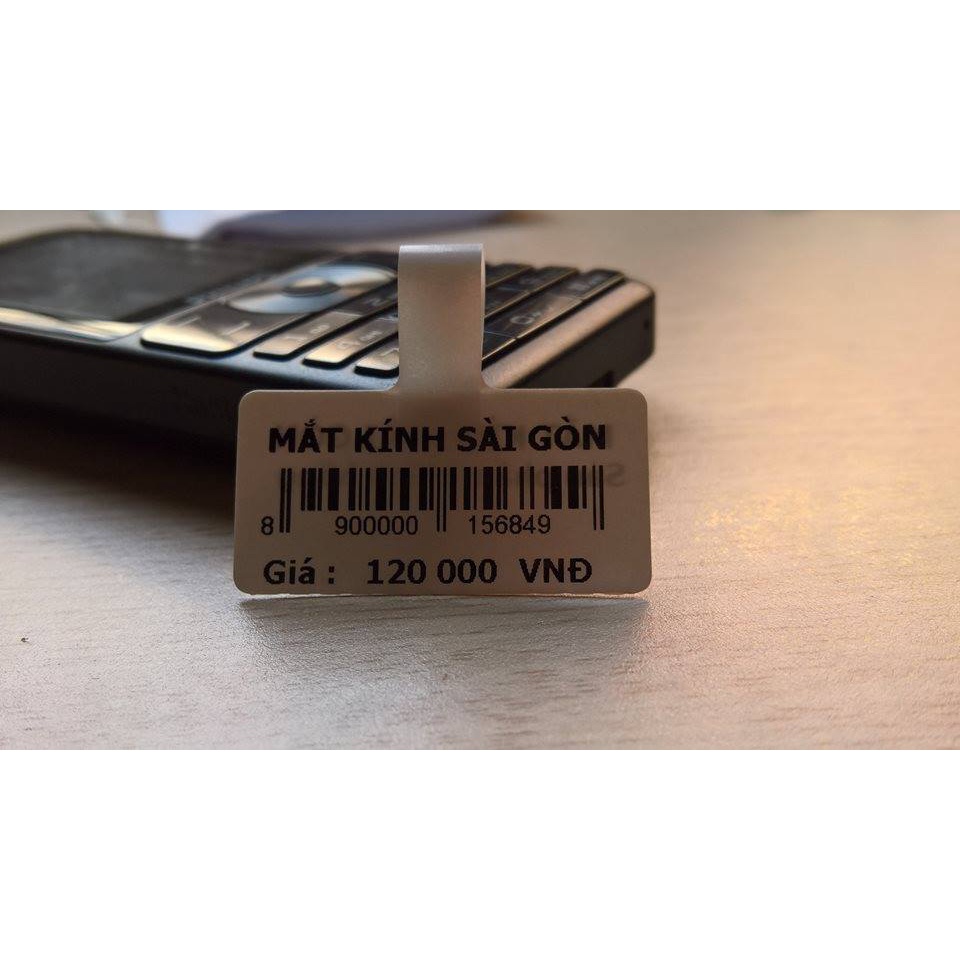 MẮT KÍNH SÀI GÒN
8 900000 156849
Giá : 120 000 VNĐ